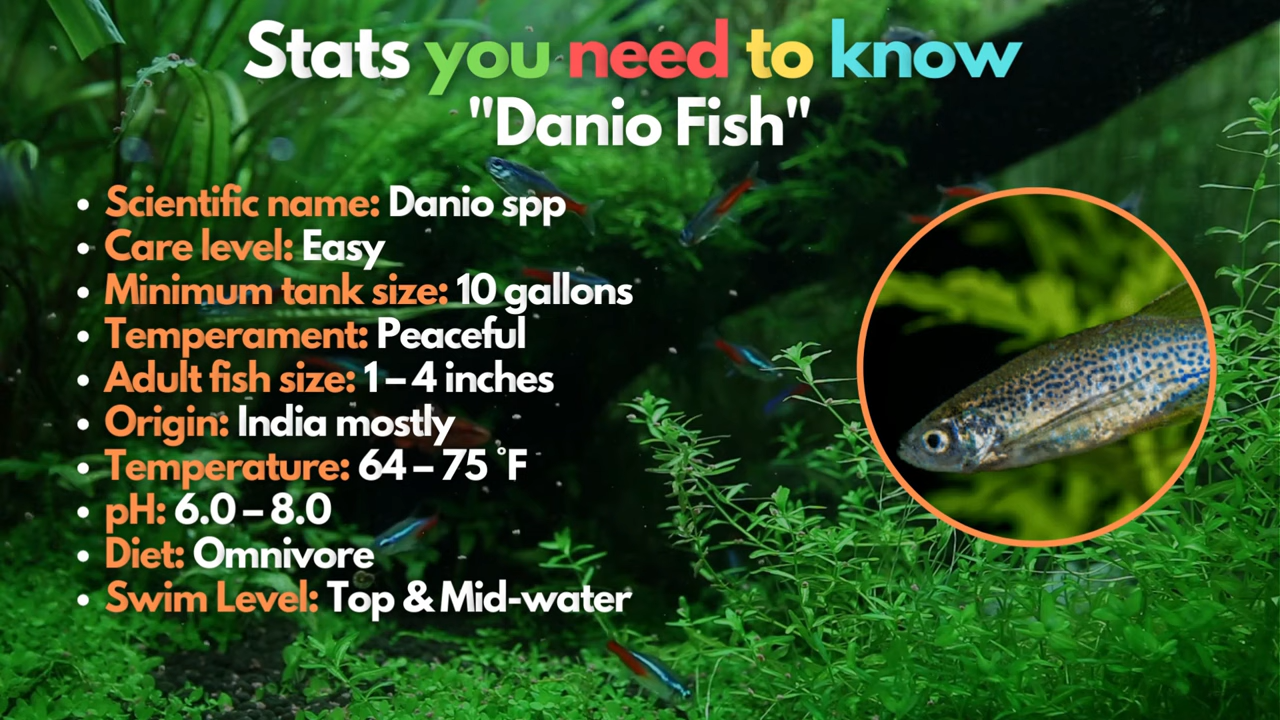 Stats you need to know
"Danio Fish"
• Scientific name: Danio spp
• Care level: Easy
• Minimum tank size: 10 gallons
• Temperament: Peaceful
• Adult fish size: 1 – 4 inches
• Origin: India mostly
• Temperature: 64 – 75 °F
• pH: 6.0 – 8.0
• Diet: Omnivore
• Swim Level: Top & Mid-water